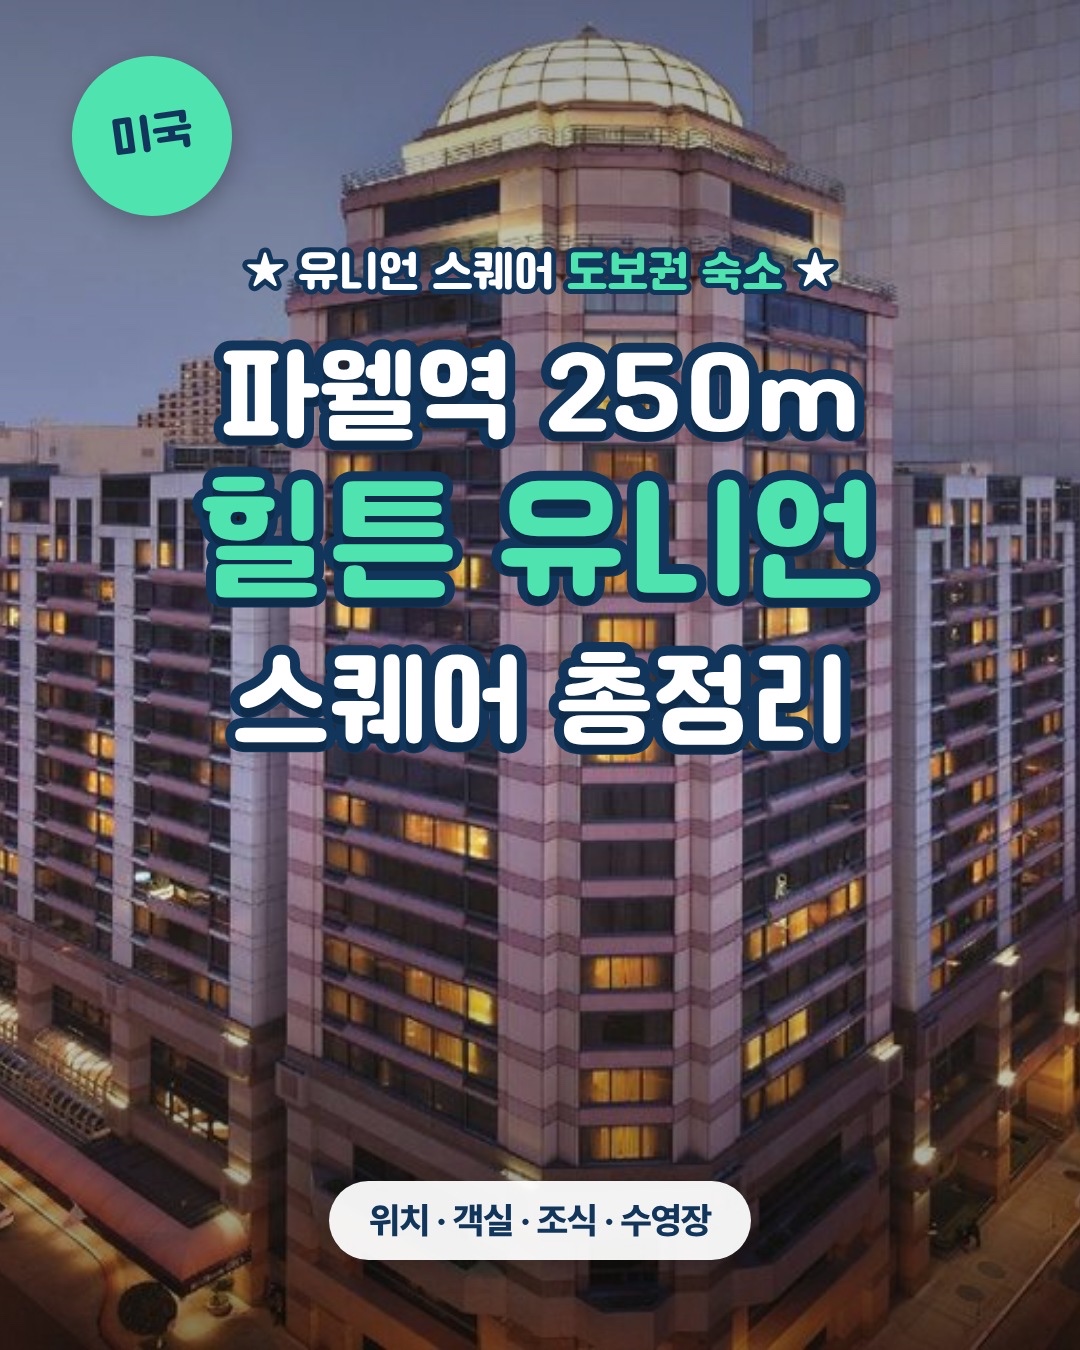 미국
★ 유니언 스퀘어 도보권 숙소 ★
파웰역 250m
힐튼 유니언
스퀘어 총정리
위치 · 객실 · 조식 · 수영장